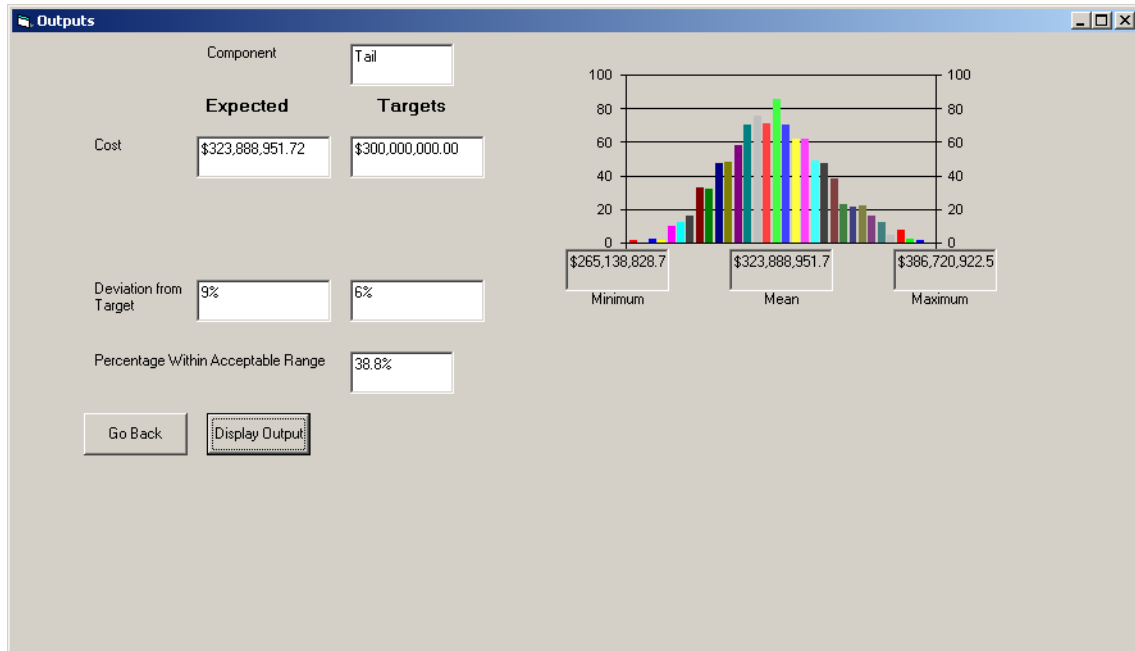 Outputs
Component
Tail
Expected
Targets
Cost
$323,888,951.72
$300,000,000.00
Deviation from
Target
9%
6%
Percentage Within Acceptable Range
38.8%
Go Back
Display Output
100
80
60
40
20
0
100
80
60
40
20
0
$265,138,828.7
$323,888,951.7
$386,720,922.5
Minimum
Mean
Maximum